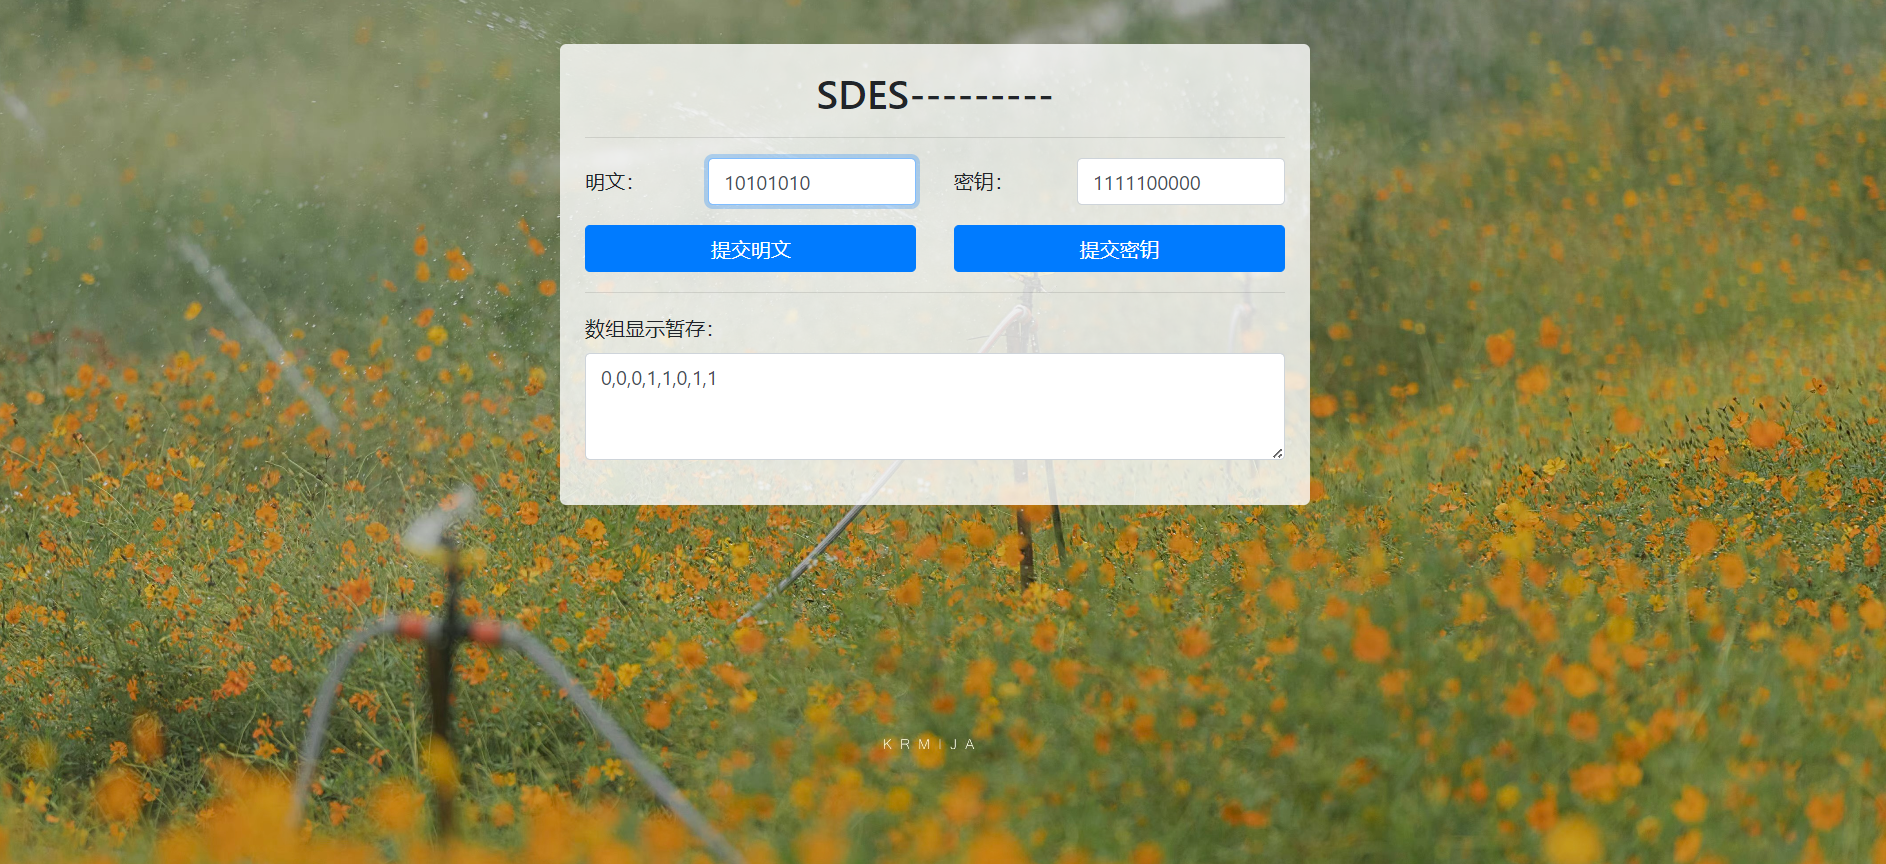 SDES---------
明文： 10101010 密钥： 1111100000
提交明文 提交密钥
数组显示暂存：
0,0,0,1,1,0,1,1
KRMIJA